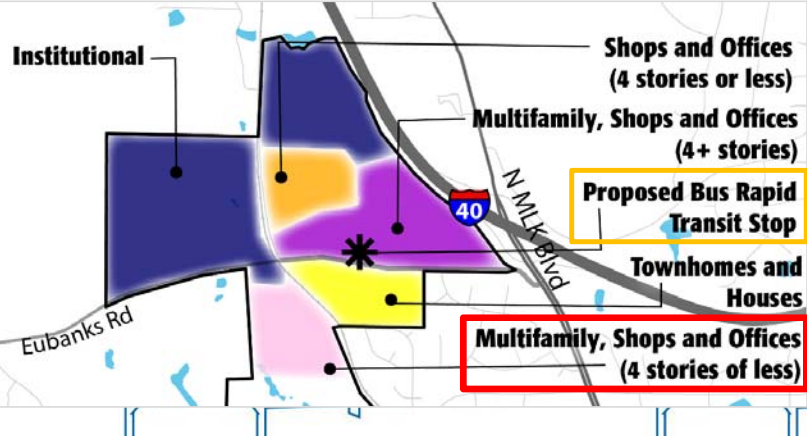 Institutional
Shops and Offices
(4 stories or less)
Multifamily, Shops and Offices
(4+ stories)
40
N MLK Blvd
Proposed Bus Rapid
Transit Stop
Townhomes and
Houses
Eubanks Rd
Multifamily, Shops and Offices
(4 stories of less)